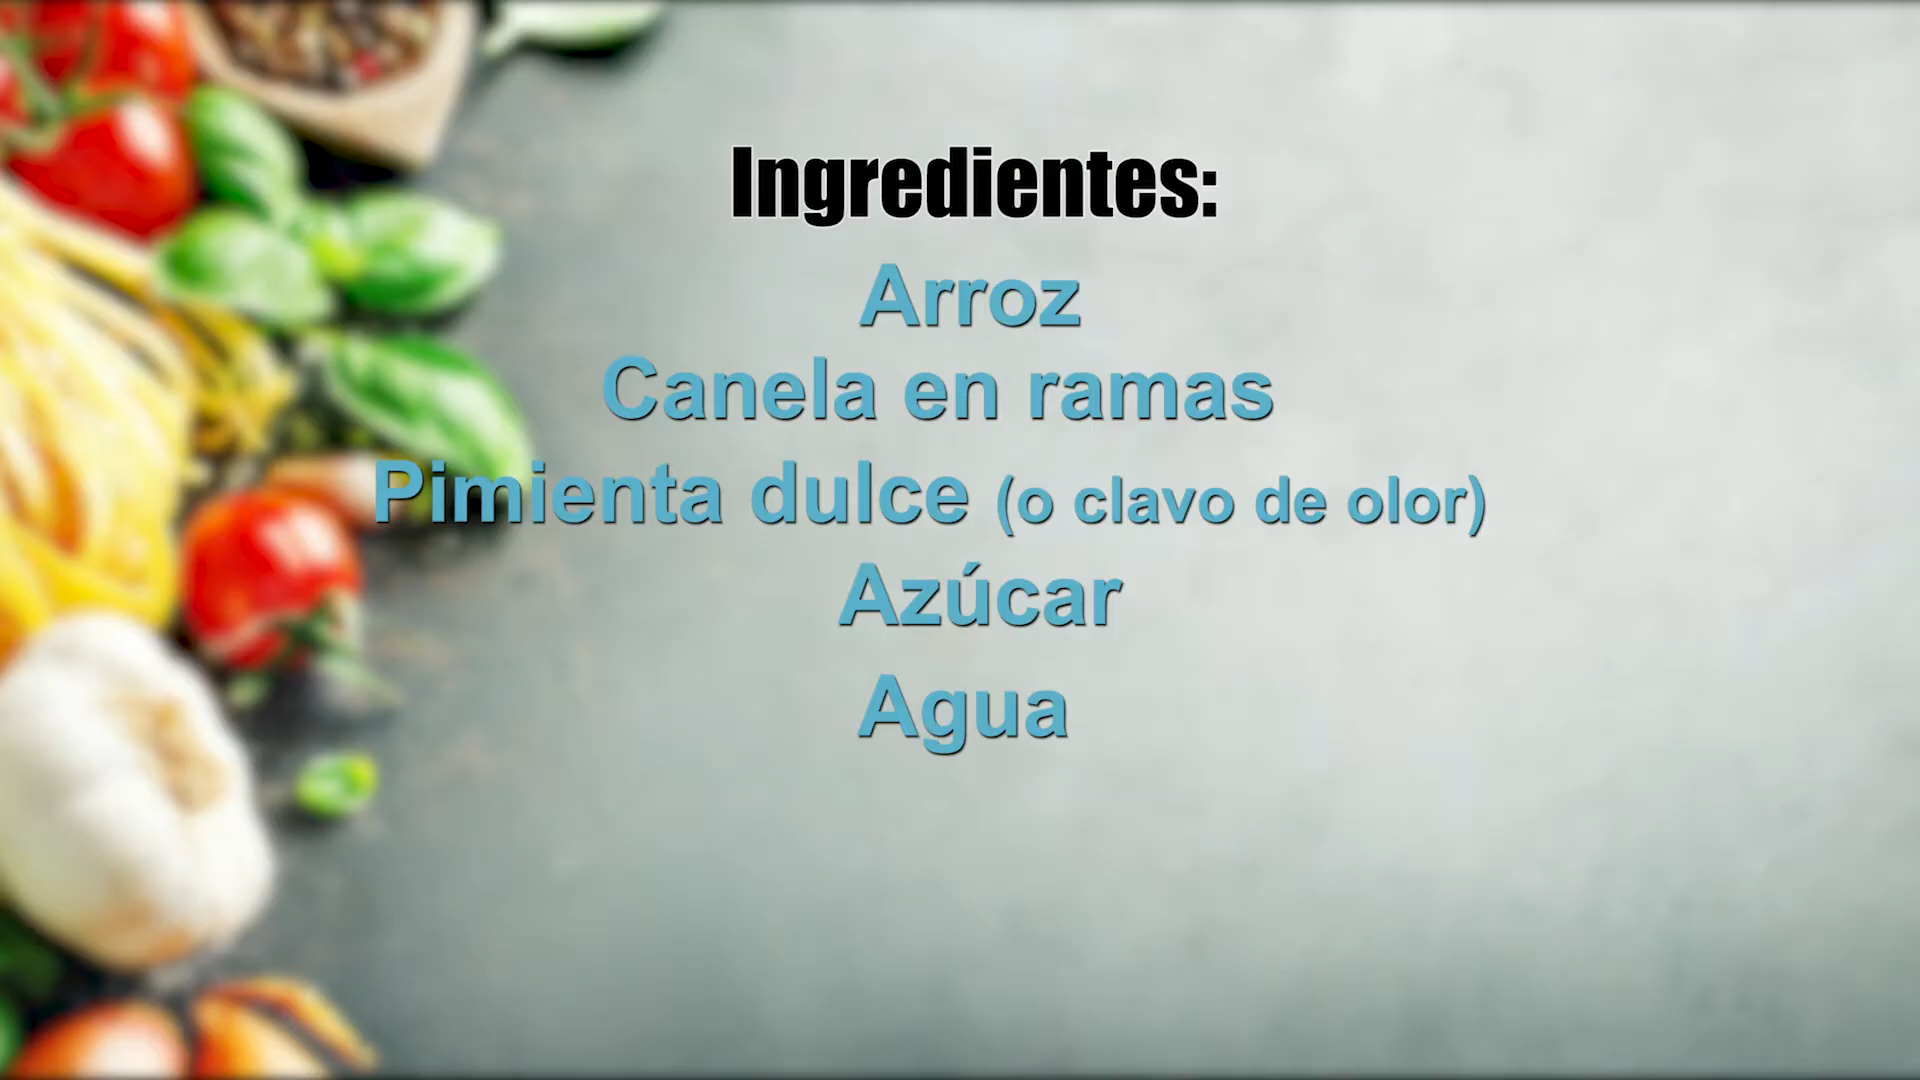 Ingredientes:
Arroz
Canela en ramas
Pimienta dulce (o clavo de olor)
Azúcar
Agua